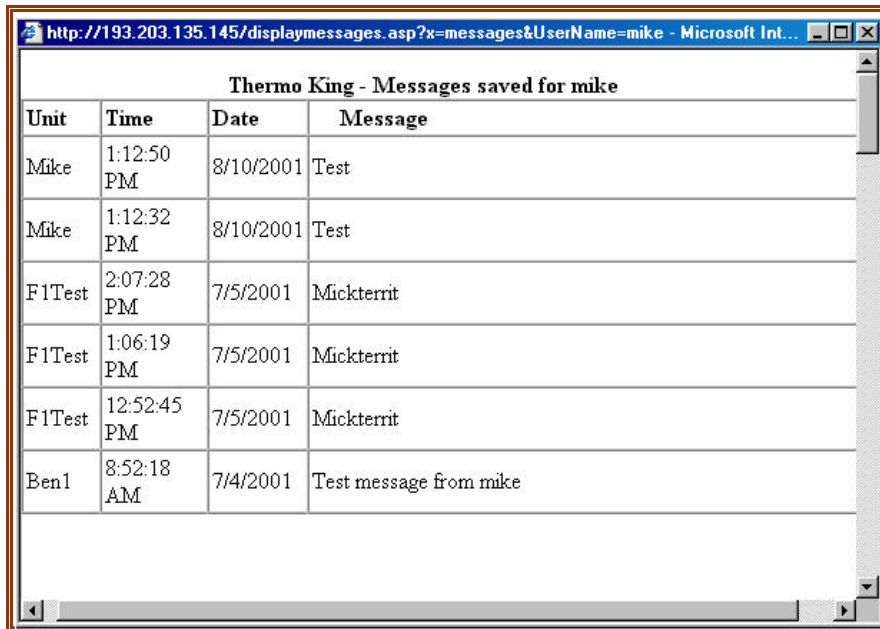 http://193.203.135.145/displaymessages.asp?x=messages&UserName=mike - Microsoft Int...
Thermo King - Messages saved for mike
Unit Time Date Message
Mike 1:12:50 PM 8/10/2001 Test
Mike 1:12:32 PM 8/10/2001 Test
F1Test 2:07:28 PM 7/5/2001 Mickterrit
F1Test 1:06:19 PM 7/5/2001 Mickterrit
F1Test 12:52:45 PM 7/5/2001 Mickterrit
Ben1 8:52:18 AM 7/4/2001 Test message from mike